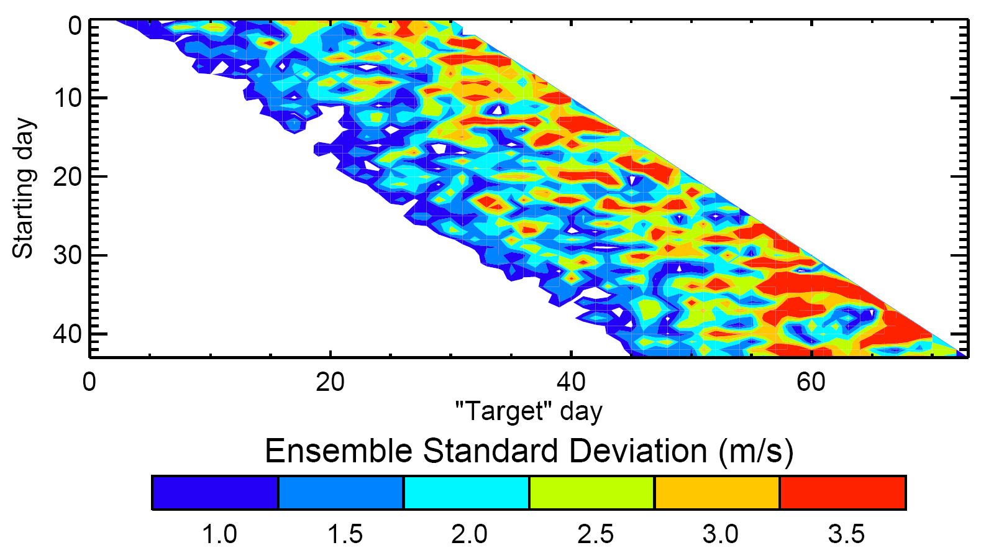 0
10
20
30
40
Starting day
0 20 40 60
"Target" day
Ensemble Standard Deviation (m/s)
1.0 1.5 2.0 2.5 3.0 3.5